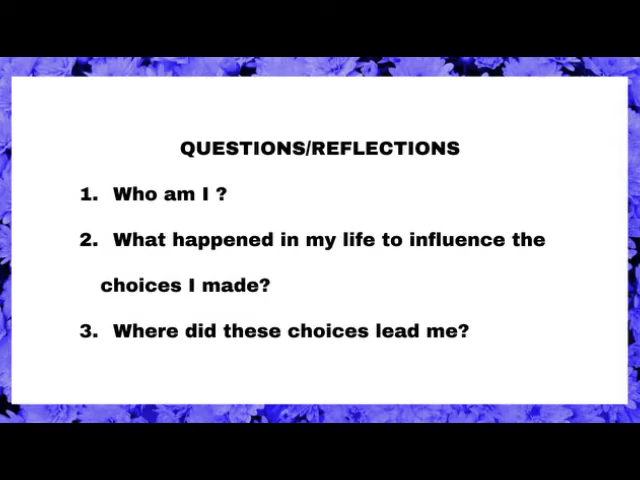 QUESTIONS/REFLECTIONS
1. Who am I ?
2. What happened in my life to influence the
choices I made?
3. Where did these choices lead me?